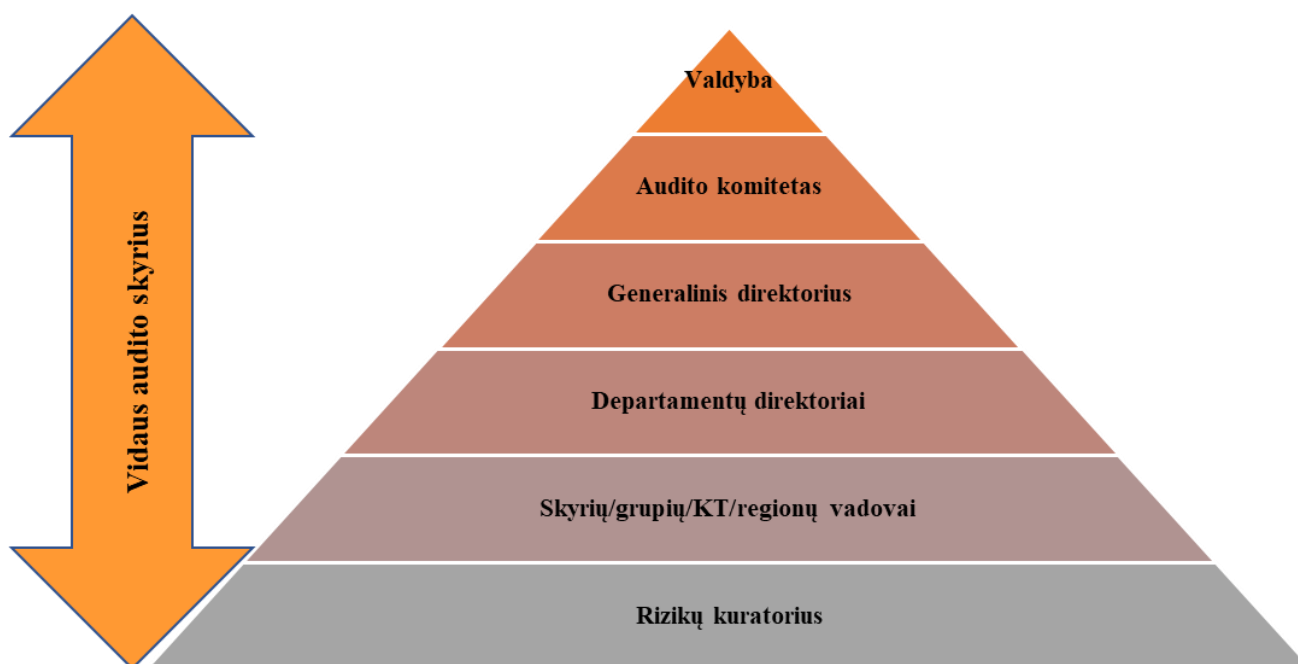 Vidaus audito skyrius
Valdyba
Audito komitetas
Generalinis direktorius
Departamentų direktoriai
Skyrių/grupių/KT/regionų vadovai
Rizikų kuratorius